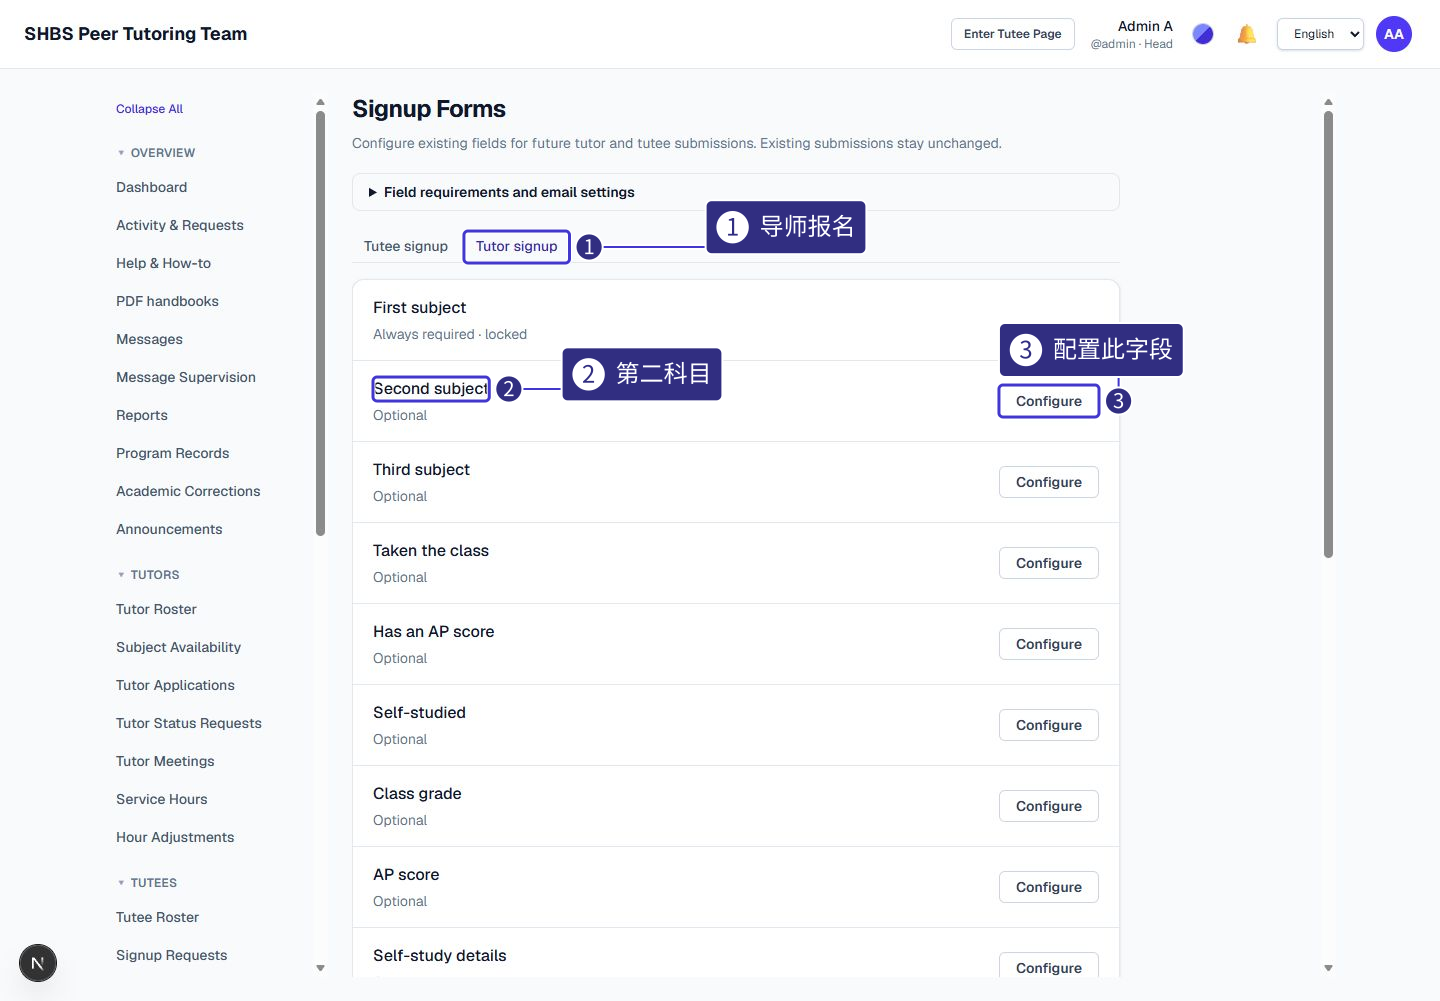 SHBS Peer Tutoring Team
Enter Tutee Page
Admin A
@admin · Head
English
AA
Collapse All
OVERVIEW
Dashboard
Activity & Requests
Help & How-to
PDF handbooks
Messages
Message Supervision
Reports
Program Records
Academic Corrections
Announcements
TUTORS
Tutor Roster
Subject Availability
Tutor Applications
Tutor Status Requests
Tutor Meetings
Service Hours
Hour Adjustments
TUTEES
Tutee Roster
Signup Requests
N
Signup Forms
Configure existing fields for future tutor and tutee submissions. Existing submissions stay unchanged.
Field requirements and email settings
Tutee signup
Tutor signup
1
1 导师报名
First subject
Always required · locked
Second subject
2
2 第二科目
Optional
3 配置此字段
Configure
3
Third subject
Optional
Configure
Taken the class
Optional
Configure
Has an AP score
Optional
Configure
Self-studied
Optional
Configure
Class grade
Optional
Configure
AP score
Optional
Configure
Self-study details
Configure